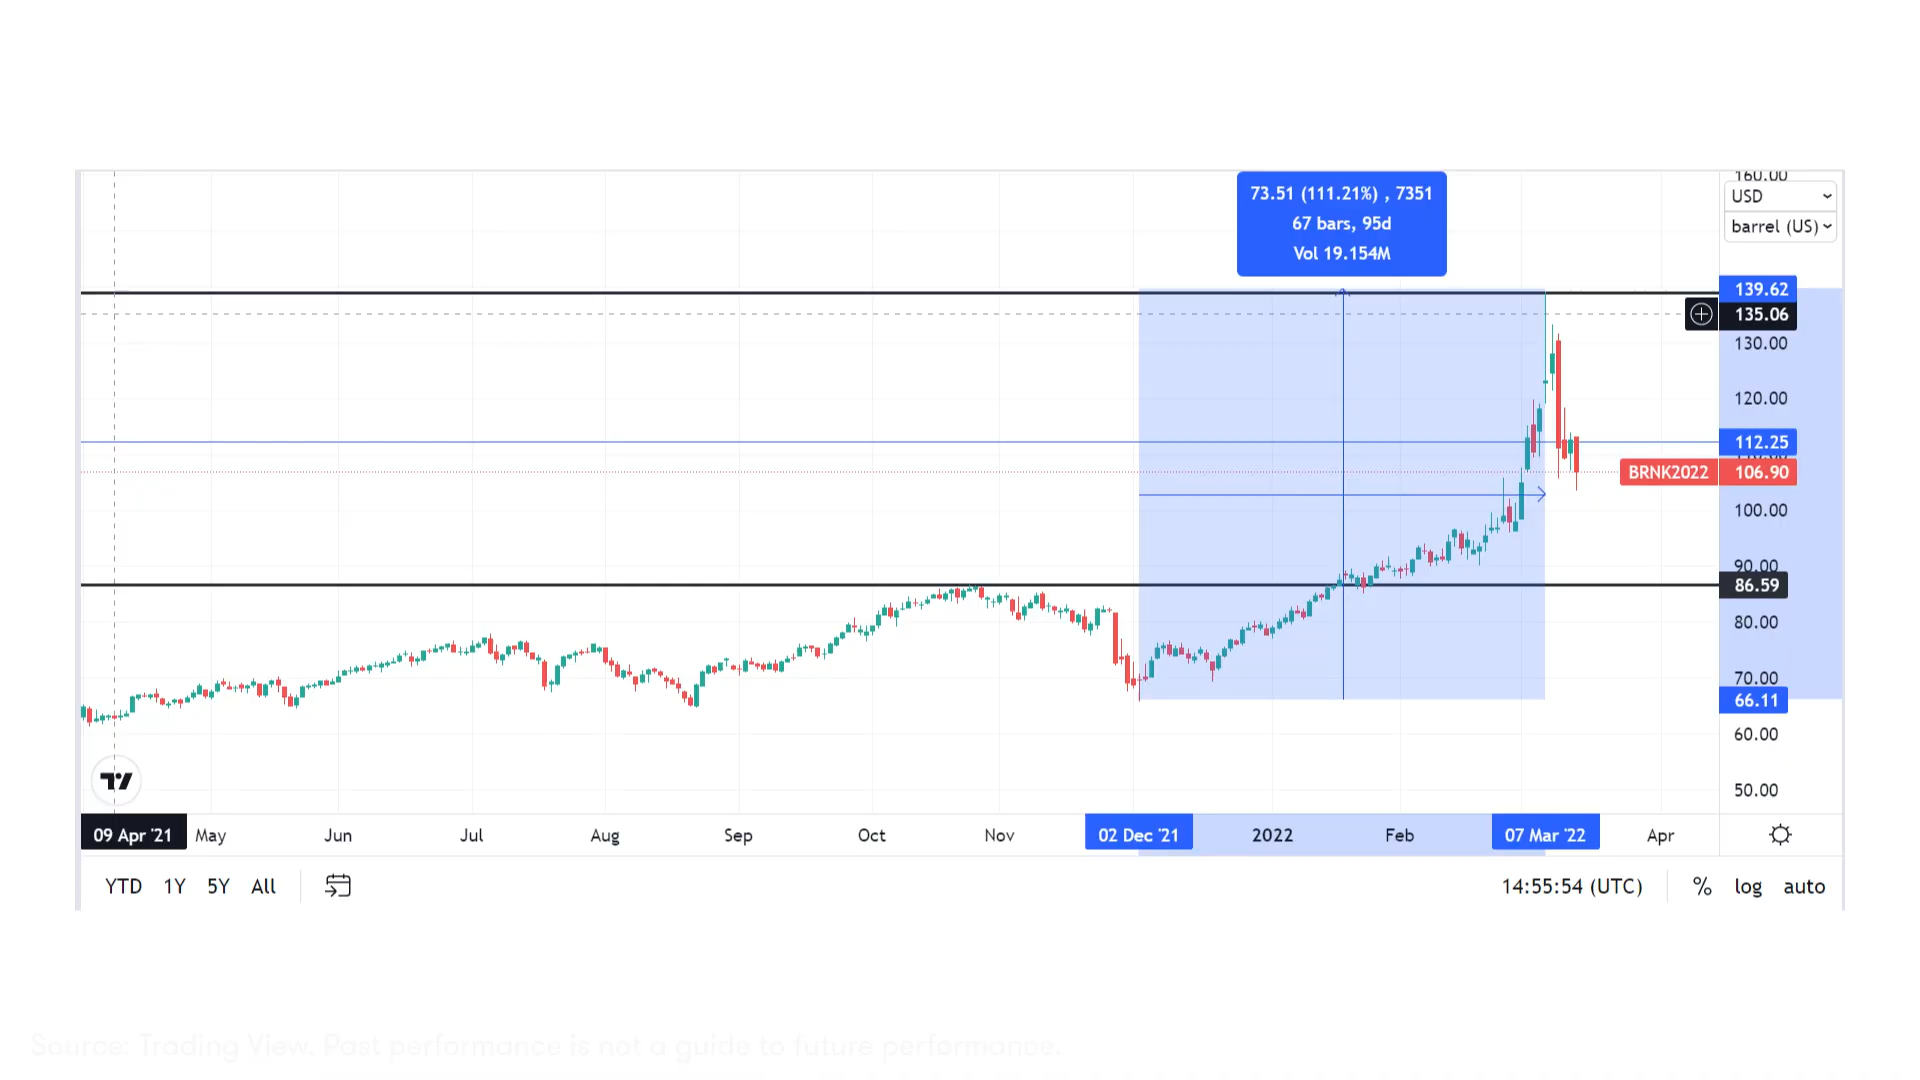 73.51 (111.21%) , 7351
67 bars, 95d
Vol 19.154M
160.00
USD
barrel (US)
139.62
135.06
130.00
120.00
112.25
BRNK2022 106.90
100.00
90.00
86.59
80.00
70.00
66.11
60.00
50.00
09 Apr '21 May Jun Jul Aug Sep Oct Nov 02 Dec '21 2022 Feb 07 Mar '22 Apr
YTD 1Y 5Y All 14:55:54 (UTC) % log auto
Source: Trading View. Past performance is not a guide to future performance.